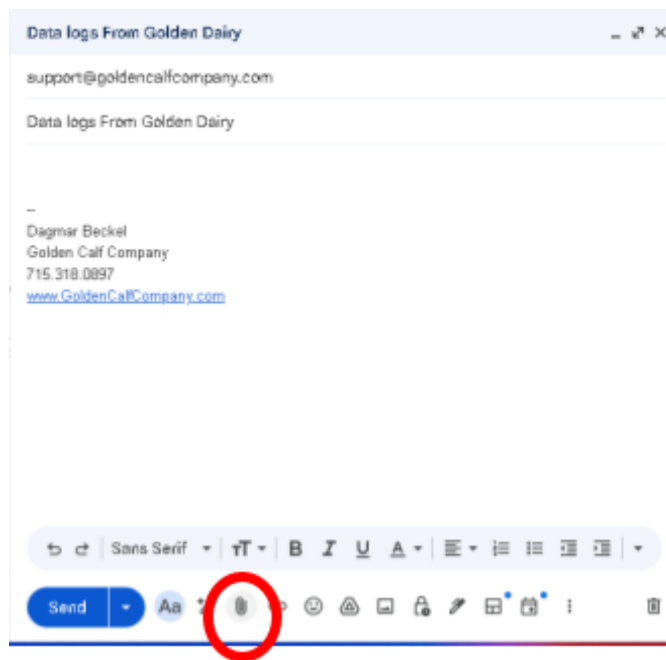 Data logs From Golden Dairy
support@goldencalfcompany.com
Data logs From Golden Dairy
--
Dagmar Beckel
Golden Calf Company
715.318.0897
www.GoldenCalfCompany.com
Sans Serif
Send
Aa